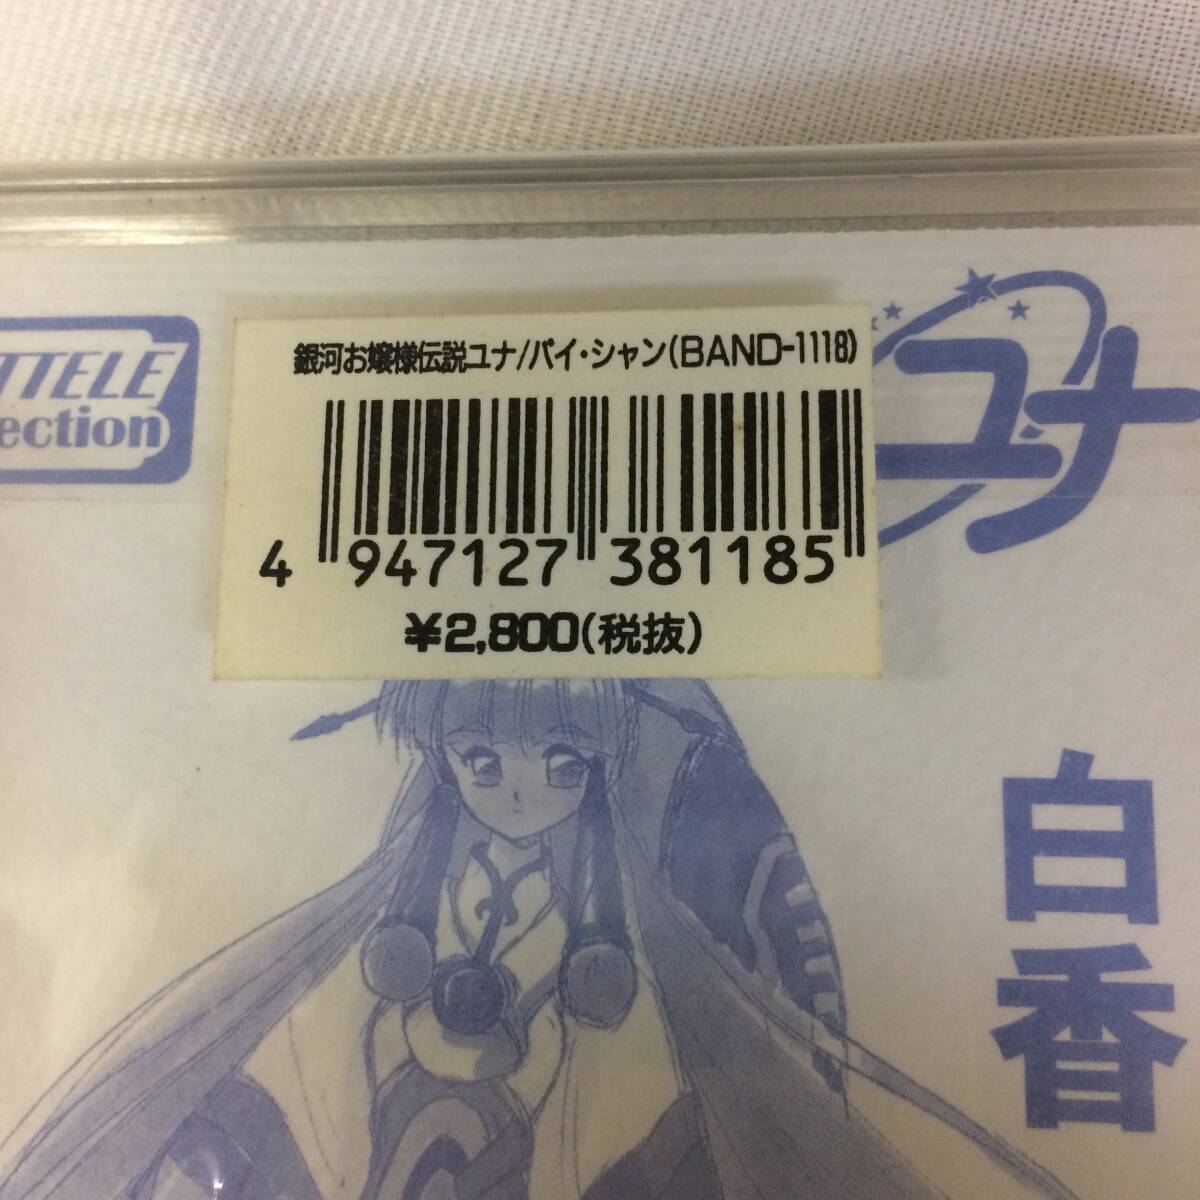 銀河お嬢様伝説ユナ/パイ・シャン(BAND-1118)
TTELE
ection
ユナ
4 947127 381185
¥2,800(税抜)
白香